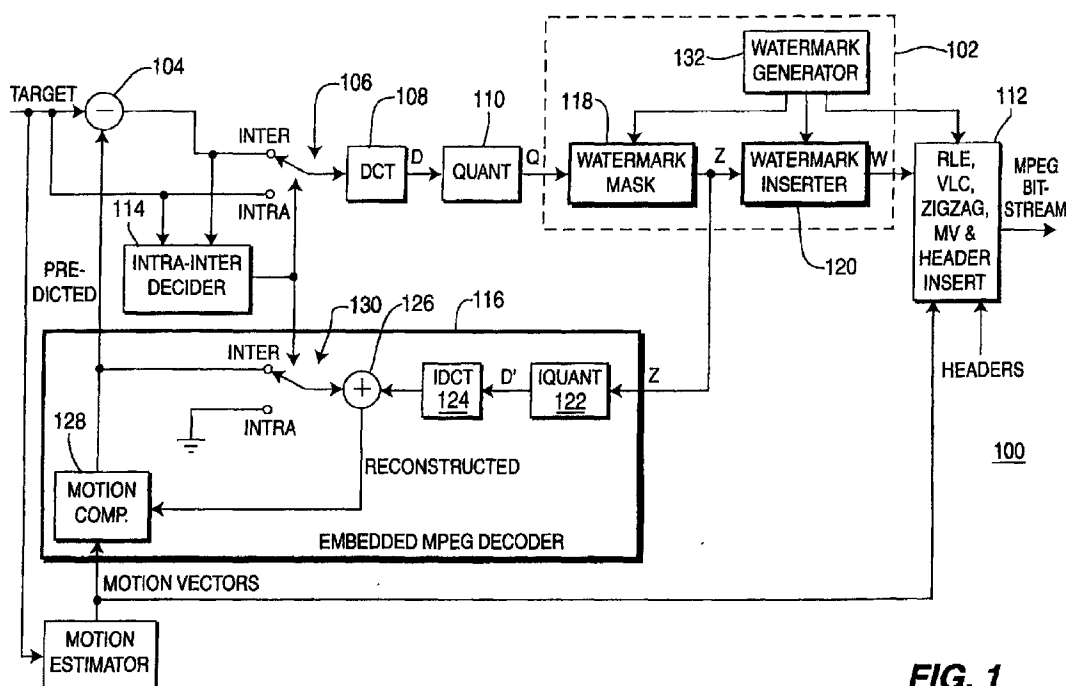 TARGET
104
106
108
110
118
132
WATERMARK
GENERATOR
102
112
INTER
INTRA
DCT
D
QUANT
Q
WATERMARK
MASK
Z
WATERMARK
INSERTER
W
RLE,
VLC,
ZIGZAG,
MV &
HEADER
INSERT
MPEG
BIT-
STREAM
114
INTRA-INTER
DECIDER
120
PRE-
DICTED
130
126
116
INTER
INTRA
+
IDCT
124
D'
IQUANT
122
Z
HEADERS
128
MOTION
COMP.
RECONSTRUCTED
100
EMBEDDED MPEG DECODER
MOTION VECTORS
MOTION
ESTIMATOR
FIG. 1